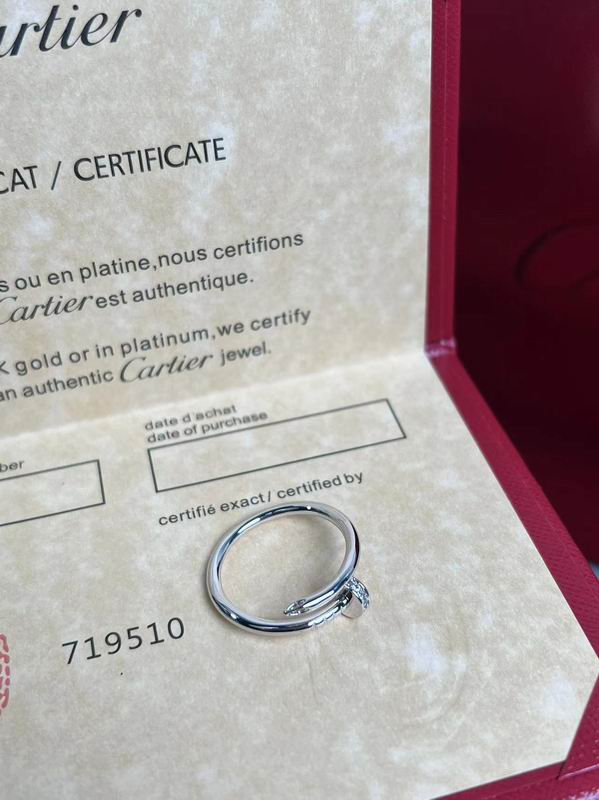 artier
CAT / CERTIFICATE
s ou en platine,nous certifions
Cartier est authentique.
K gold or in platinum,we certify
an authentic Cartier jewel.
date d'achat
date of purchase
ber
certifié exact/ certified by
719510